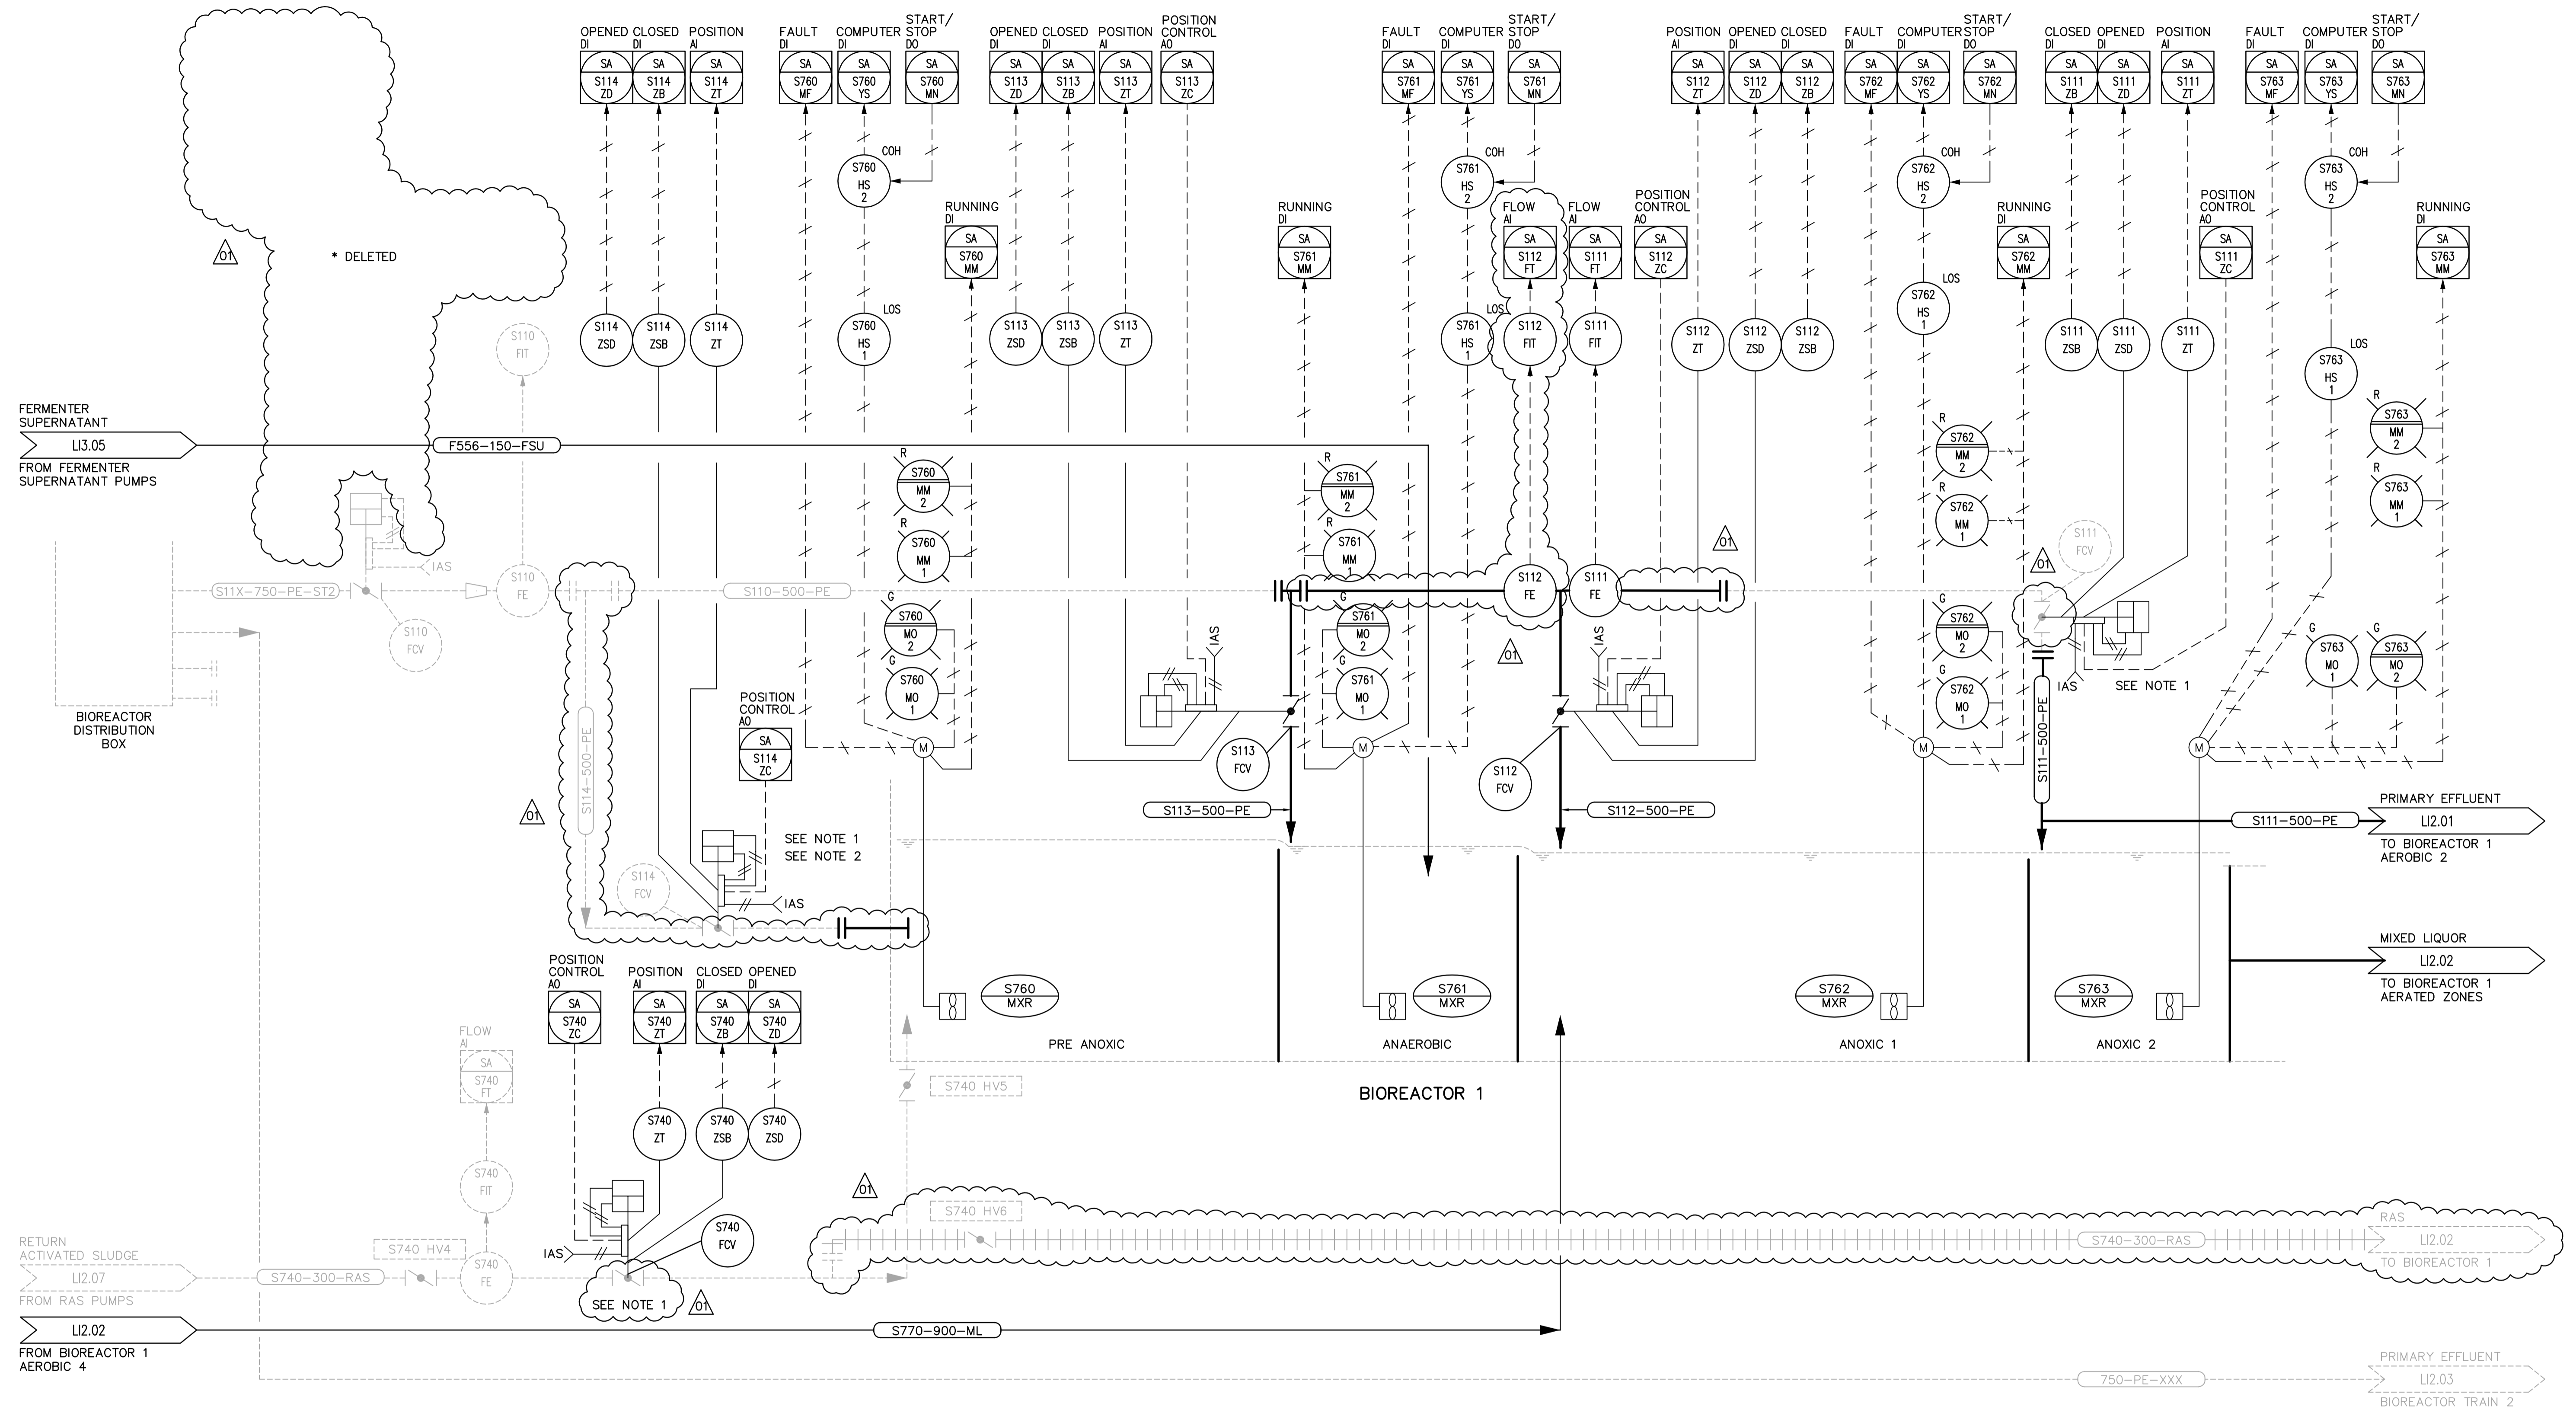 OPENED
DI
CLOSED
DI
POSITION
AI
FAULT
DI
COMPUTER
DI
START/
STOP
DO
OPENED
DI
CLOSED
DI
POSITION
AI
POSITION
CONTROL
AO
FAULT
DI
COMPUTER
DI
START/
STOP
DO
POSITION
AI
OPENED
DI
CLOSED
DI
FAULT
DI
COMPUTER
DI
START/
STOP
DO
CLOSED
DI
OPENED
DI
POSITION
AI
FAULT
DI
COMPUTER
DI
START/
STOP
DO
SA
S114
ZD
SA
S114
ZB
SA
S114
ZT
SA
S760
MF
SA
S760
YS
SA
S760
MN
SA
S113
ZD
SA
S113
ZB
SA
S113
ZT
SA
S113
ZC
SA
S761
MF
SA
S761
YS
SA
S761
MN
SA
S112
ZT
SA
S112
ZD
SA
S112
ZB
SA
S762
MF
SA
S762
YS
SA
S762
MN
SA
S111
ZB
SA
S111
ZD
SA
S111
ZT
SA
S763
MF
SA
S763
YS
SA
S763
MN
COH
S760
HS
2
COH
S761
HS
2
COH
S762
HS
2
COH
S763
HS
2
RUNNING
DI
SA
S760
MM
RUNNING
DI
SA
S761
MM
FLOW
AI
SA
S112
FT
FLOW
AI
SA
S111
FT
POSITION
CONTROL
AO
SA
S112
ZC
RUNNING
DI
SA
S762
MM
POSITION
CONTROL
AO
SA
S111
ZC
RUNNING
DI
SA
S763
MM
01
* DELETED
S110
FIT
S114
ZSD
S114
ZSB
S114
ZT
LOS
S760
HS
1
S113
ZSD
S113
ZSB
S113
ZT
LOS
S761
HS
1
S112
FIT
S111
FIT
S112
ZT
S112
ZSD
S112
ZSB
LOS
S762
HS
1
S111
ZSB
S111
ZSD
S111
ZT
LOS
S763
HS
1
FERMENTER
SUPERNATANT
LI3.05
FROM FERMENTER
SUPERNATANT PUMPS
F556-150-FSU
R
S760
MM
2
R
S760
MM
1
R
S761
MM
2
R
S761
MM
1
R
S762
MM
2
R
S762
MM
1
R
S763
MM
2
R
S763
MM
1
IAS
S11X-750-PE-ST2
S110
FE
S110
FCV
S110-500-PE
S112
FE
S111
FE
01
01
01
S111
FCV
G
S760
MO
2
G
S760
MO
1
G
S761
MO
2
G
S761
MO
1
G
S762
MO
2
G
S762
MO
1
G
S763
MO
1
G
S763
MO
2
IAS
IAS
IAS
SEE NOTE 1
BIOREACTOR
DISTRIBUTION
BOX
S114-500-PE
01
POSITION
CONTROL
AO
SA
S114
ZC
M
M
M
M
S113
FCV
S112
FCV
S111-500-PE
S113-500-PE
S112-500-PE
S111-500-PE
PRIMARY EFFLUENT
LI2.01
TO BIOREACTOR 1
AEROBIC 2
SEE NOTE 1
SEE NOTE 2
S114
FCV
IAS
MIXED LIQUOR
LI2.02
TO BIOREACTOR 1
AERATED ZONES
S760
MXR
S761
MXR
S762
MXR
S763
MXR
PRE ANOXIC
ANAEROBIC
ANOXIC 1
ANOXIC 2
BIOREACTOR 1
POSITION
CONTROL
AO
POSITION
AI
CLOSED
DI
OPENED
DI
SA
S740
ZC
SA
S740
ZT
SA
S740
ZB
SA
S740
ZD
FLOW
AI
SA
S740
FT
S740 HV5
S740
ZT
S740
ZSB
S740
ZSD
S740
FIT
01
S740 HV6
S740
FCV
IAS
S740 HV4
RETURN
ACTIVATED SLUDGE
LI2.07
FROM RAS PUMPS
S740-300-RAS
S740
FE
SEE NOTE 1
01
S740-300-RAS
RAS
LI2.02
TO BIOREACTOR 1
LI2.02
FROM BIOREACTOR 1
AEROBIC 4
S770-900-ML
750-PE-XXX
PRIMARY EFFLUENT
LI2.03
BIOREACTOR TRAIN 2